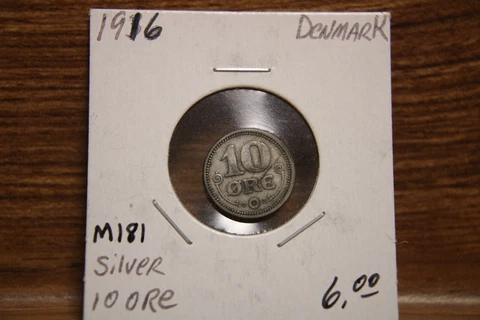 1916 DENMARK
10
ØRE
M181
Silver
10 ORE
6.00